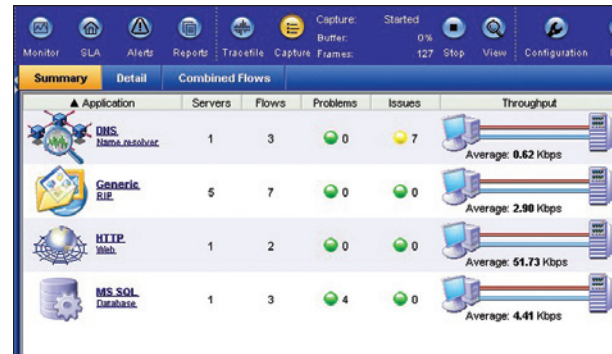 Capture: Started
Buffer: 0%
Monitor SLA Alerts Reports Tracefile Capture Frames: 127 Stop View Configuration
Summary Detail Combined Flows
▲ Application Servers Flows Problems Issues Throughput
DNS
Name resolver 1 3 0 7
Average: 0.62 Kbps
Generic
RIP 5 7 0 0
Average: 2.90 Kbps
HTTP
Web 1 2 0 0
Average: 51.73 Kbps
MS SQL
Database 1 3 4 0
Average: 4.41 Kbps